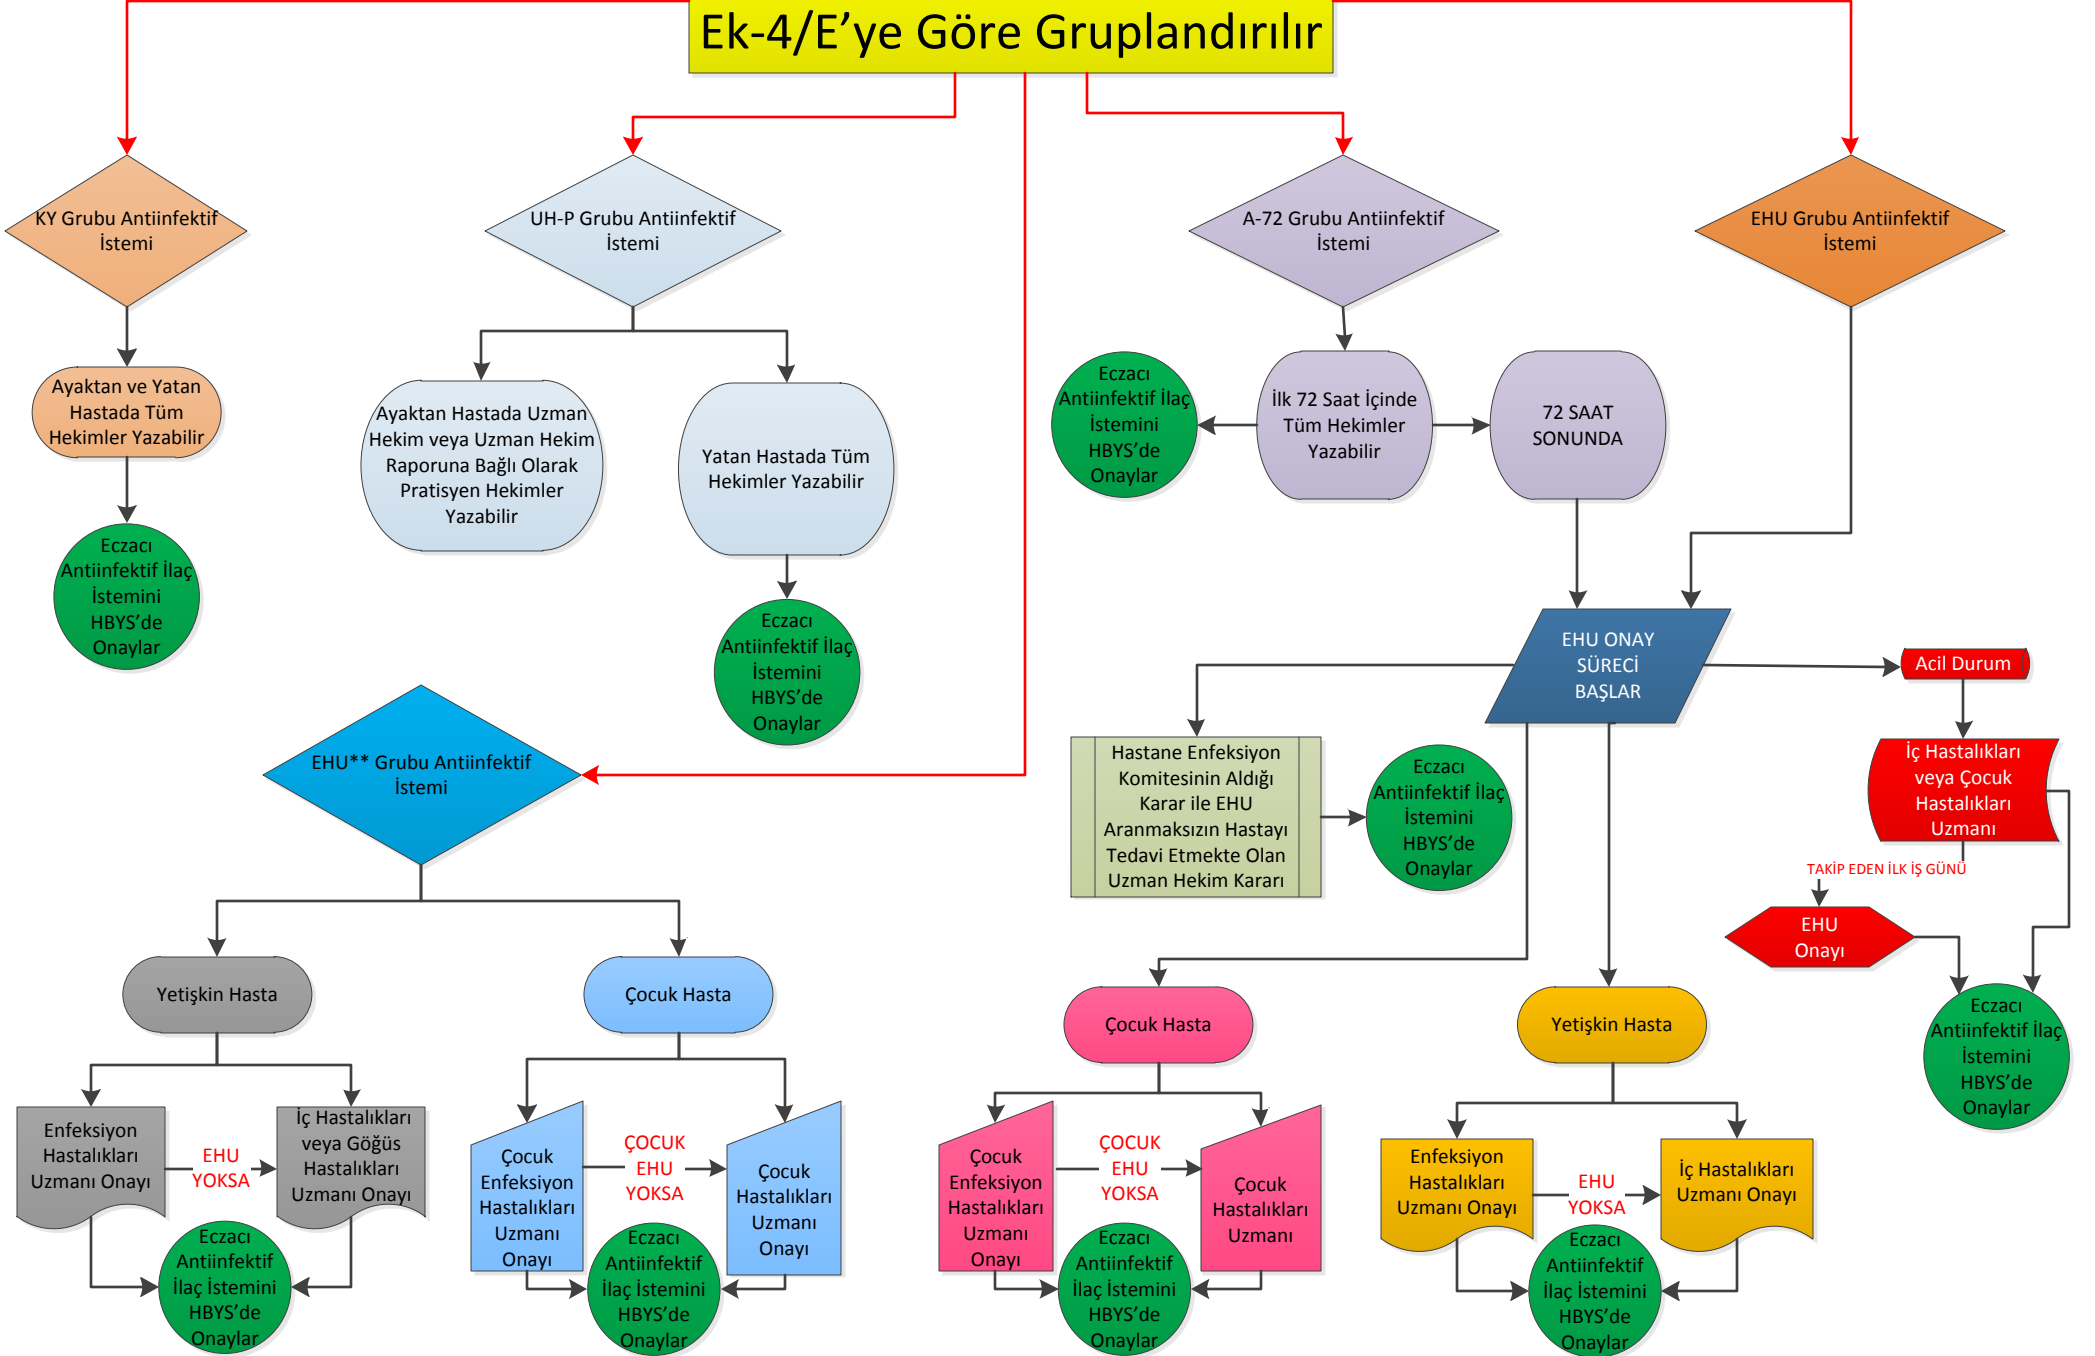 Ek-4/E’ye Göre Gruplandırılır
KY Grubu Antiinfektif
İstemi
UH-P Grubu Antiinfektif
İstemi
A-72 Grubu Antiinfektif
İstemi
EHU Grubu Antiinfektif
İstemi
Ayaktan ve Yatan
Hastada Tüm
Hekimler Yazabilir
Ayaktan Hastada Uzman
Hekim veya Uzman Hekim
Raporuna Bağlı Olarak
Pratisyen Hekimler
Yazabilir
Yatan Hastada Tüm
Hekimler Yazabilir
Eczacı
Antiinfektif İlaç
İstemini
HBYS’de
Onaylar
İlk 72 Saat İçinde
Tüm Hekimler
Yazabilir
72 SAAT
SONUNDA
Eczacı
Antiinfektif İlaç
İstemini
HBYS’de
Onaylar
Eczacı
Antiinfektif İlaç
İstemini
HBYS’de
Onaylar
EHU ONAY
SÜRECİ
BAŞLAR
Acil Durum
EHU** Grubu Antiinfektif
İstemi
Hastane Enfeksiyon
Komitesinin Aldığı
Karar ile EHU
Aranmaksızın Hastayı
Tedavi Etmekte Olan
Uzman Hekim Kararı
Eczacı
Antiinfektif İlaç
İstemini
HBYS’de
Onaylar
İç Hastalıkları
veya Çocuk
Hastalıkları
Uzmanı
TAKİP EDEN İLK İŞ GÜNÜ
EHU
Onayı
Eczacı
Antiinfektif İlaç
İstemini
HBYS’de
Onaylar
Yetişkin Hasta
Çocuk Hasta
Çocuk Hasta
Yetişkin Hasta
Enfeksiyon
Hastalıkları
Uzmanı Onayı
EHU
YOKSA
İç Hastalıkları
veya Göğüs
Hastalıkları
Uzmanı Onayı
Eczacı
Antiinfektif
İlaç İstemini
HBYS’de
Onaylar
Çocuk
Enfeksiyon
Hastalıkları
Uzmanı
Onayı
ÇOCUK
EHU
YOKSA
Çocuk
Hastalıkları
Uzmanı
Onayı
Eczacı
Antiinfektif
İlaç İstemini
HBYS’de
Onaylar
Çocuk
Enfeksiyon
Hastalıkları
Uzmanı
Onayı
ÇOCUK
EHU
YOKSA
Çocuk
Hastalıkları
Uzmanı
Eczacı
Antiinfektif
İlaç İstemini
HBYS’de
Onaylar
Enfeksiyon
Hastalıkları
Uzmanı Onayı
EHU
YOKSA
İç Hastalıkları
Uzmanı Onayı
Eczacı
Antiinfektif
İlaç İstemini
HBYS’de
Onaylar